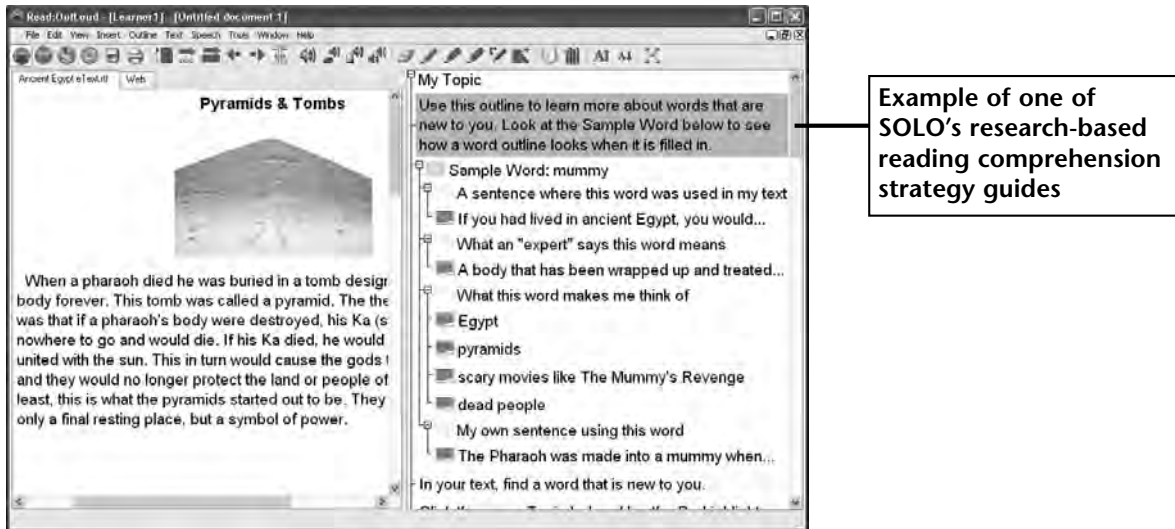 Read:OutLoud - [Learner1] - [Untitled document 1]
File Edit View Insert Outline Text Speech Tools Window Help
Ancient Egypt eText.rtf Web
Pyramids & Tombs
When a pharaoh died he was buried in a tomb desigr
body forever. This tomb was called a pyramid. The the
was that if a pharaoh's body were destroyed, his Ka (s
nowhere to go and would die. If his Ka died, he would
united with the sun. This in turn would cause the gods
and they would no longer protect the land or people of
least, this is what the pyramids started out to be. They
only a final resting place, but a symbol of power.
My Topic
Use this outline to learn more about words that are
new to you. Look at the Sample Word below to see
how a word outline looks when it is filled in.
Sample Word: mummy
A sentence where this word was used in my text
If you had lived in ancient Egypt, you would...
What an "expert" says this word means
A body that has been wrapped up and treated...
What this word makes me think of
Egypt
pyramids
scary movies like The Mummy's Revenge
dead people
My own sentence using this word
The Pharaoh was made into a mummy when...
In your text, find a word that is new to you.
Example of one of
SOLO's research-based
reading comprehension
strategy guides